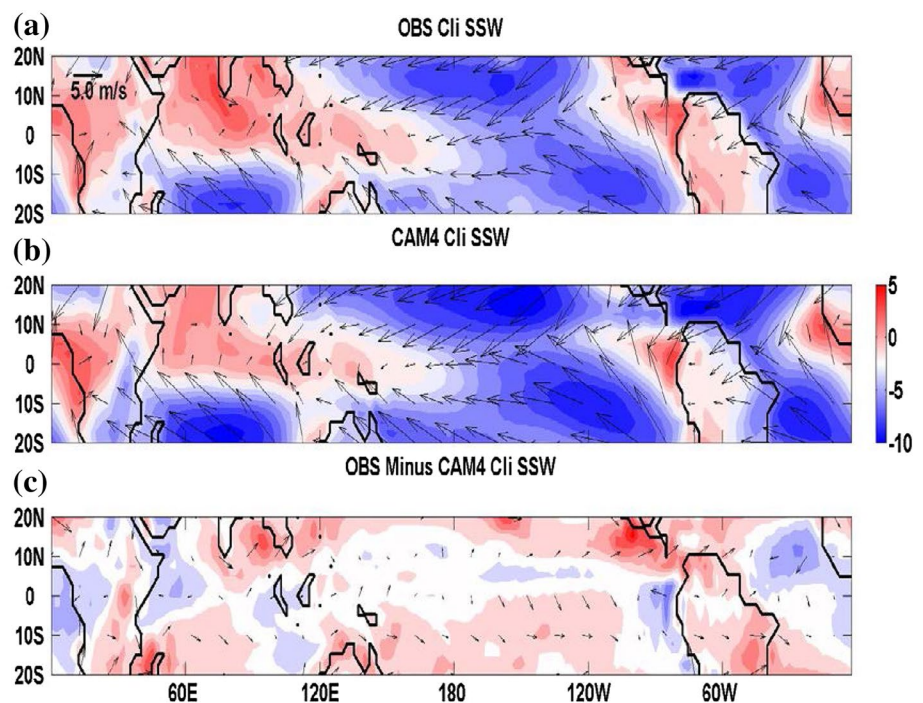 (a)
OBS Cli SSW
20N
10N
0
10S
20S
5.0 m/s
(b)
CAM4 Cli SSW
20N
10N
0
10S
20S
5
0
-5
-10
OBS Minus CAM4 Cli SSW
(c)
20N
10N
0
10S
20S
60E 120E 180 120W 60W